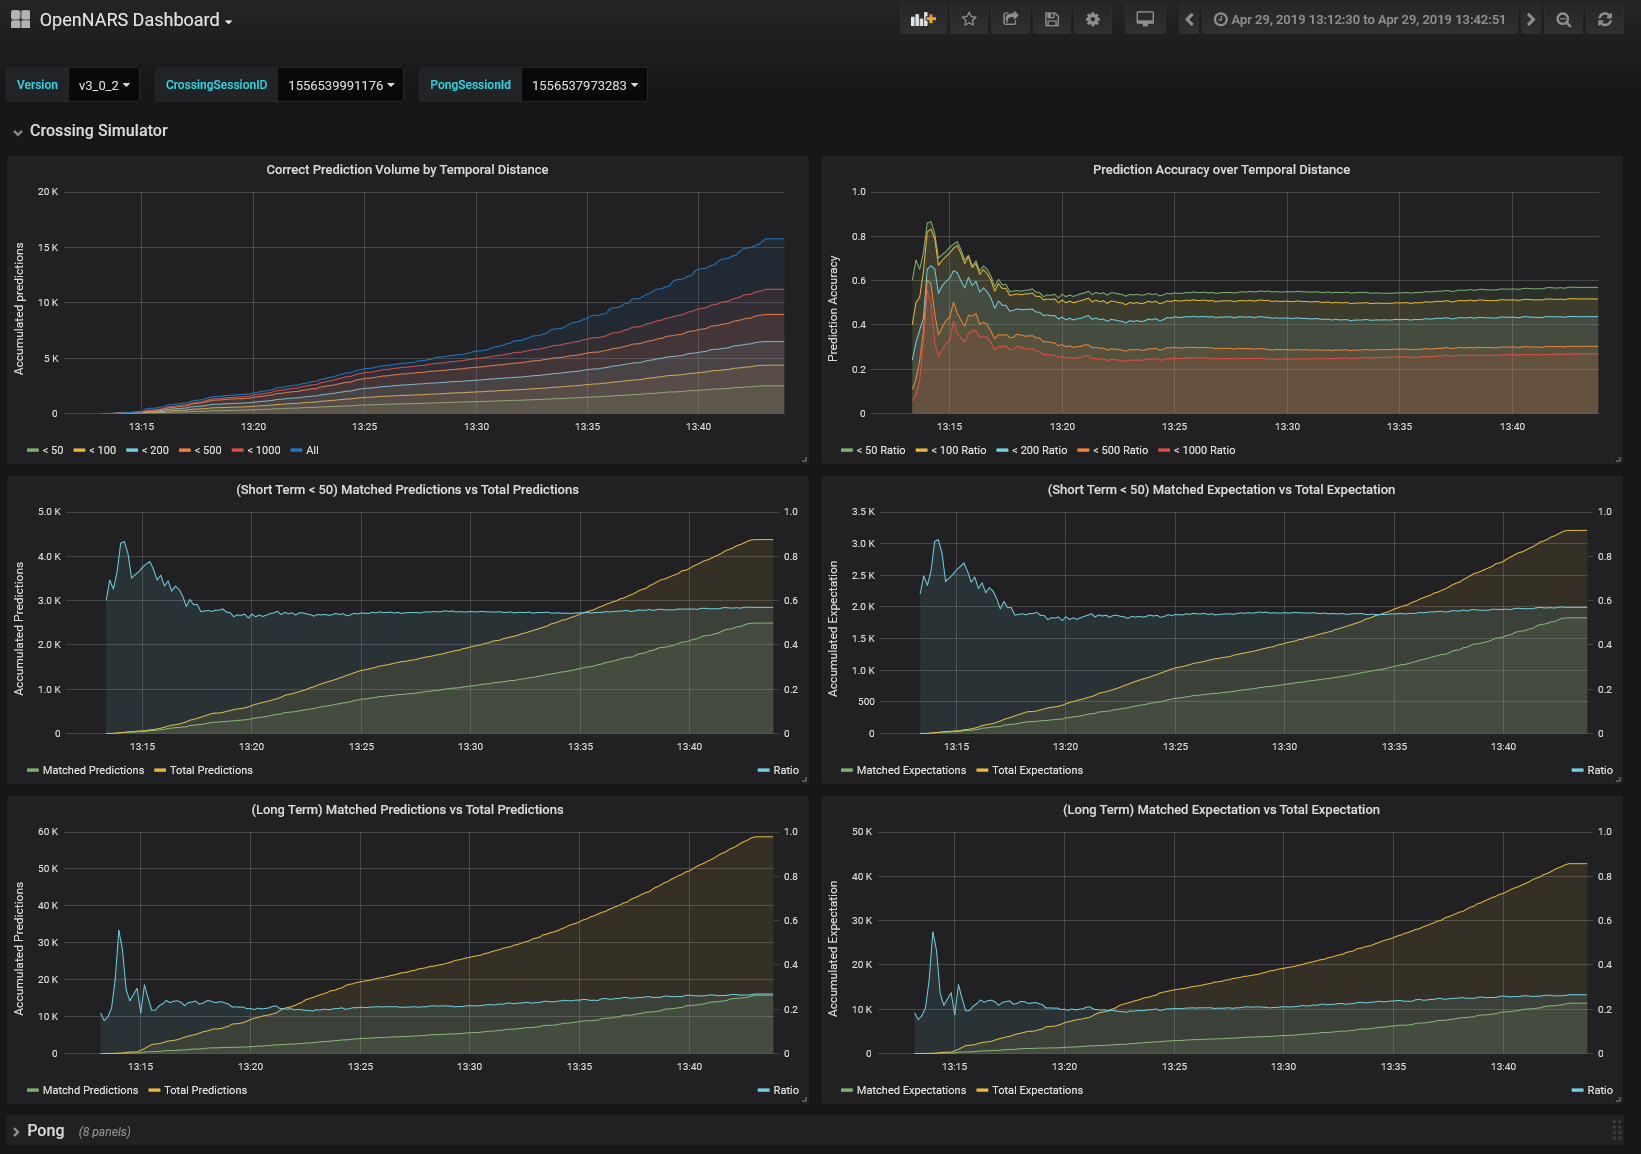 OpenNARS Dashboard
Apr 29, 2019 13:12:30 to Apr 29, 2019 13:42:51
Version v3_0_2 CrossingSessionID 1556539991176 PongSessionId 1556537973283
Crossing Simulator
Correct Prediction Volume by Temporal Distance
Accumulated predictions
20 K
15 K
10 K
5 K
0
13:15 13:20 13:25 13:30 13:35 13:40
< 50 < 100 < 200 < 500 < 1000 All
Prediction Accuracy over Temporal Distance
Prediction Accuracy
1.0
0.8
0.6
0.4
0.2
0
13:15 13:20 13:25 13:30 13:35 13:40
< 50 Ratio < 100 Ratio < 200 Ratio < 500 Ratio < 1000 Ratio
(Short Term < 50) Matched Predictions vs Total Predictions
Accumulated Predictions
5.0 K 1.0
4.0 K 0.8
3.0 K 0.6
2.0 K 0.4
1.0 K 0.2
0 0
13:15 13:20 13:25 13:30 13:35 13:40
Matched Predictions Total Predictions Ratio
(Short Term < 50) Matched Expectation vs Total Expectation
Accumulated Expectation
3.5 K 1.0
3.0 K
0.8
2.5 K
2.0 K 0.6
1.5 K 0.4
1.0 K
0.2
500
0 0
13:15 13:20 13:25 13:30 13:35 13:40
Matched Expectations Total Expectations Ratio
(Long Term) Matched Predictions vs Total Predictions
Accumulated Predictions
60 K 1.0
50 K
0.8
40 K
0.6
30 K
0.4
20 K
10 K 0.2
0 0
13:15 13:20 13:25 13:30 13:35 13:40
Matchd Predictions Total Predictions Ratio
(Long Term) Matched Expectation vs Total Expectation
Accumulated Expectation
50 K 1.0
40 K 0.8
30 K 0.6
20 K 0.4
10 K 0.2
0 0
13:15 13:20 13:25 13:30 13:35 13:40
Matched Expectations Total Expectations Ratio
Pong (8 panels)